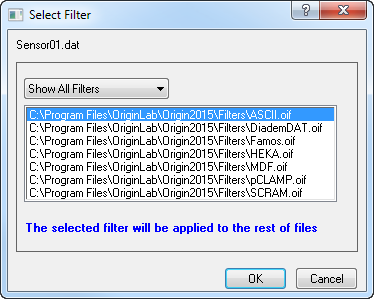 Select Filter
?
Sensor01.dat
Show All Filters
C:\Program Files\OriginLab\Origin2015\Filters\ASCII.oif
C:\Program Files\OriginLab\Origin2015\Filters\DiademDAT.oif
C:\Program Files\OriginLab\Origin2015\Filters\Famos.oif
C:\Program Files\OriginLab\Origin2015\Filters\HEKA.oif
C:\Program Files\OriginLab\Origin2015\Filters\MDF.oif
C:\Program Files\OriginLab\Origin2015\Filters\pCLAMP.oif
C:\Program Files\OriginLab\Origin2015\Filters\SCRAM.oif
The selected filter will be applied to the rest of files
OK Cancel